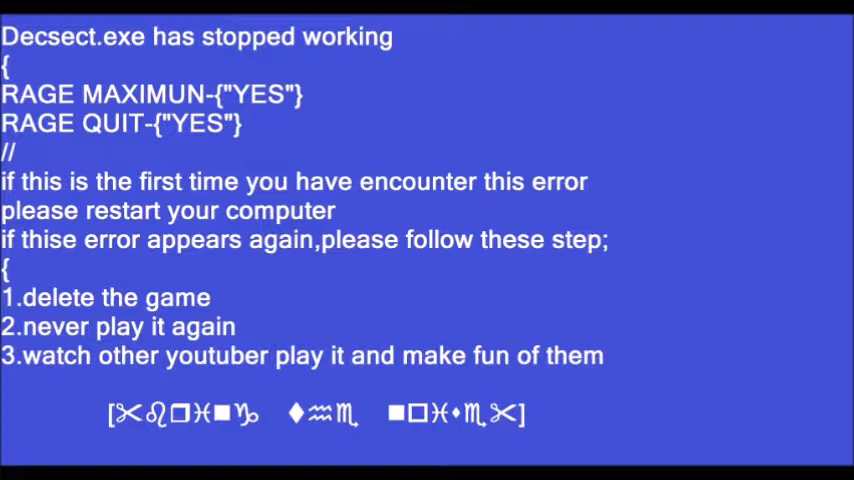 Decsect.exe has stopped working
{
RAGE MAXIMUN-{"YES"}
RAGE QUIT-{"YES"}
//
if this is the first time you have encounter this error
please restart your computer
if thise error appears again,please follow these step;
{
1.delete the game
2.never play it again
3.watch other youtuber play it and make fun of them
[✂♌❒♓■♑ ⧫♒♏ ■□♓⬧♏✂]